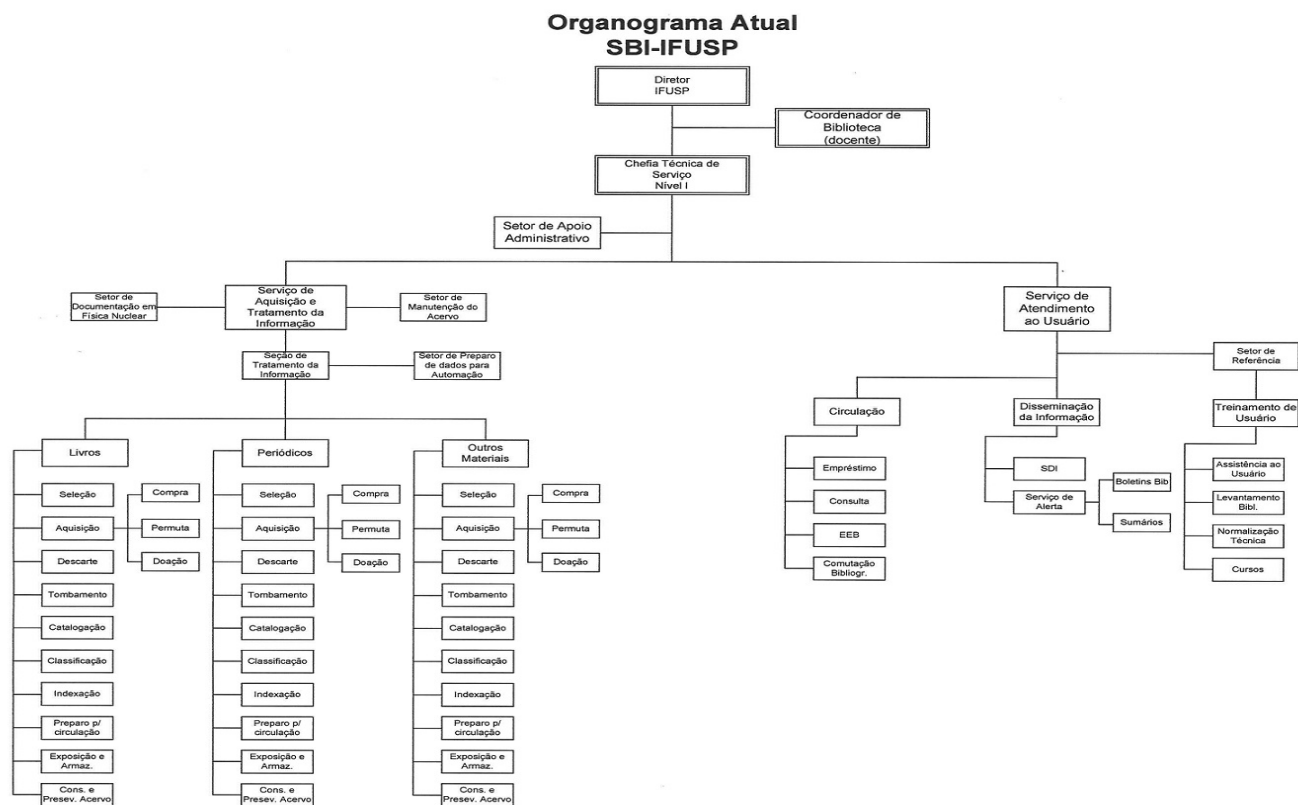 Organograma Atual
SBI-IFUSP
Diretor
IFUSP
Coordenador de
Biblioteca
(docente)
Chefia Técnica de
Serviço
Nível I
Setor de Apoio
Administrativo
Setor de
Documentação em
Física Nuclear
Serviço de
Aquisição e
Tratamento da
Informação
Setor de
Manutenção do
Acervo
Serviço de
Atendimento
ao Usuário
Seção de
Tratamento da
Informação
Setor de Preparo
de dados para
Automação
Setor de
Referência
Circulação
Disseminação
da Informação
Treinamento de
Usuário
Livros
Periódicos
Outros
Materiais
Seleção
Aquisição
Compra
Permuta
Doação
Descarte
Tombamento
Catalogação
Classificação
Indexação
Preparo p/
circulação
Exposição e
Armaz.
Cons. e
Presev. Acervo
Seleção
Aquisição
Compra
Permuta
Doação
Descarte
Tombamento
Catalogação
Classificação
Indexação
Preparo p/
circulação
Exposição e
Armaz.
Cons. e
Presev. Acervo
Seleção
Aquisição
Compra
Permuta
Doação
Descarte
Tombamento
Catalogação
Classificação
Indexação
Preparo p/
circulação
Exposição e
Armaz.
Cons. e
Presev. Acervo
Empréstimo
Consulta
EEB
Comutação
Bibliogr.
SDI
Serviço de
Alerta
Boletins Bib
Sumários
Assistência ao
Usuário
Levantamento
Bibl.
Normalização
Técnica
Cursos